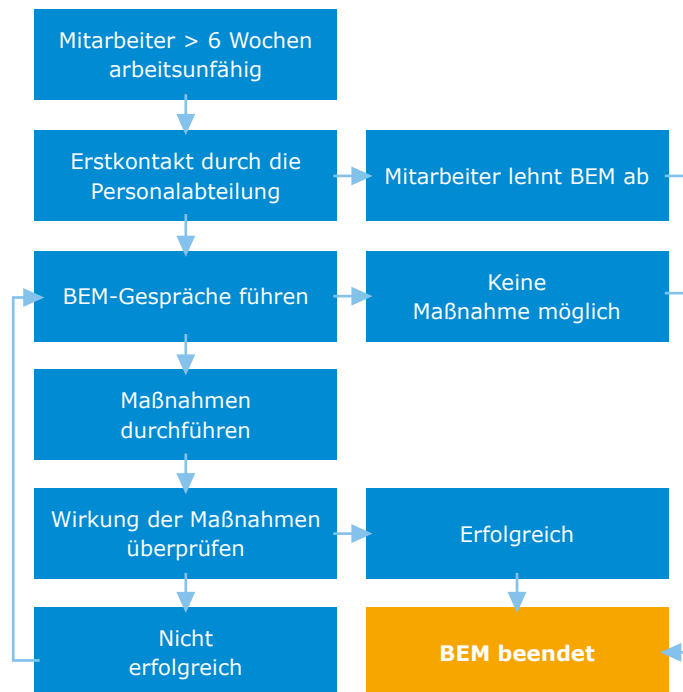 Mitarbeiter > 6 Wochen
arbeitsunfähig
Erstkontakt durch die
Personalabteilung
Mitarbeiter lehnt BEM ab
BEM-Gespräche führen
Keine
Maßnahme möglich
Maßnahmen
durchführen
Wirkung der Maßnahmen
überprüfen
Erfolgreich
Nicht
erfolgreich
BEM beendet